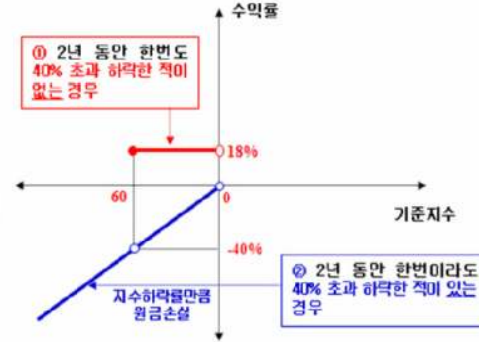 수익률
① 2년 동안 한번도
40% 초과 하락한 적이
없는 경우
18%
60
0
기준지수
-40%
지수하락률만큼
원금손실
② 2년 동안 한번이라도
40% 초과 하락한 적이 있는
경우